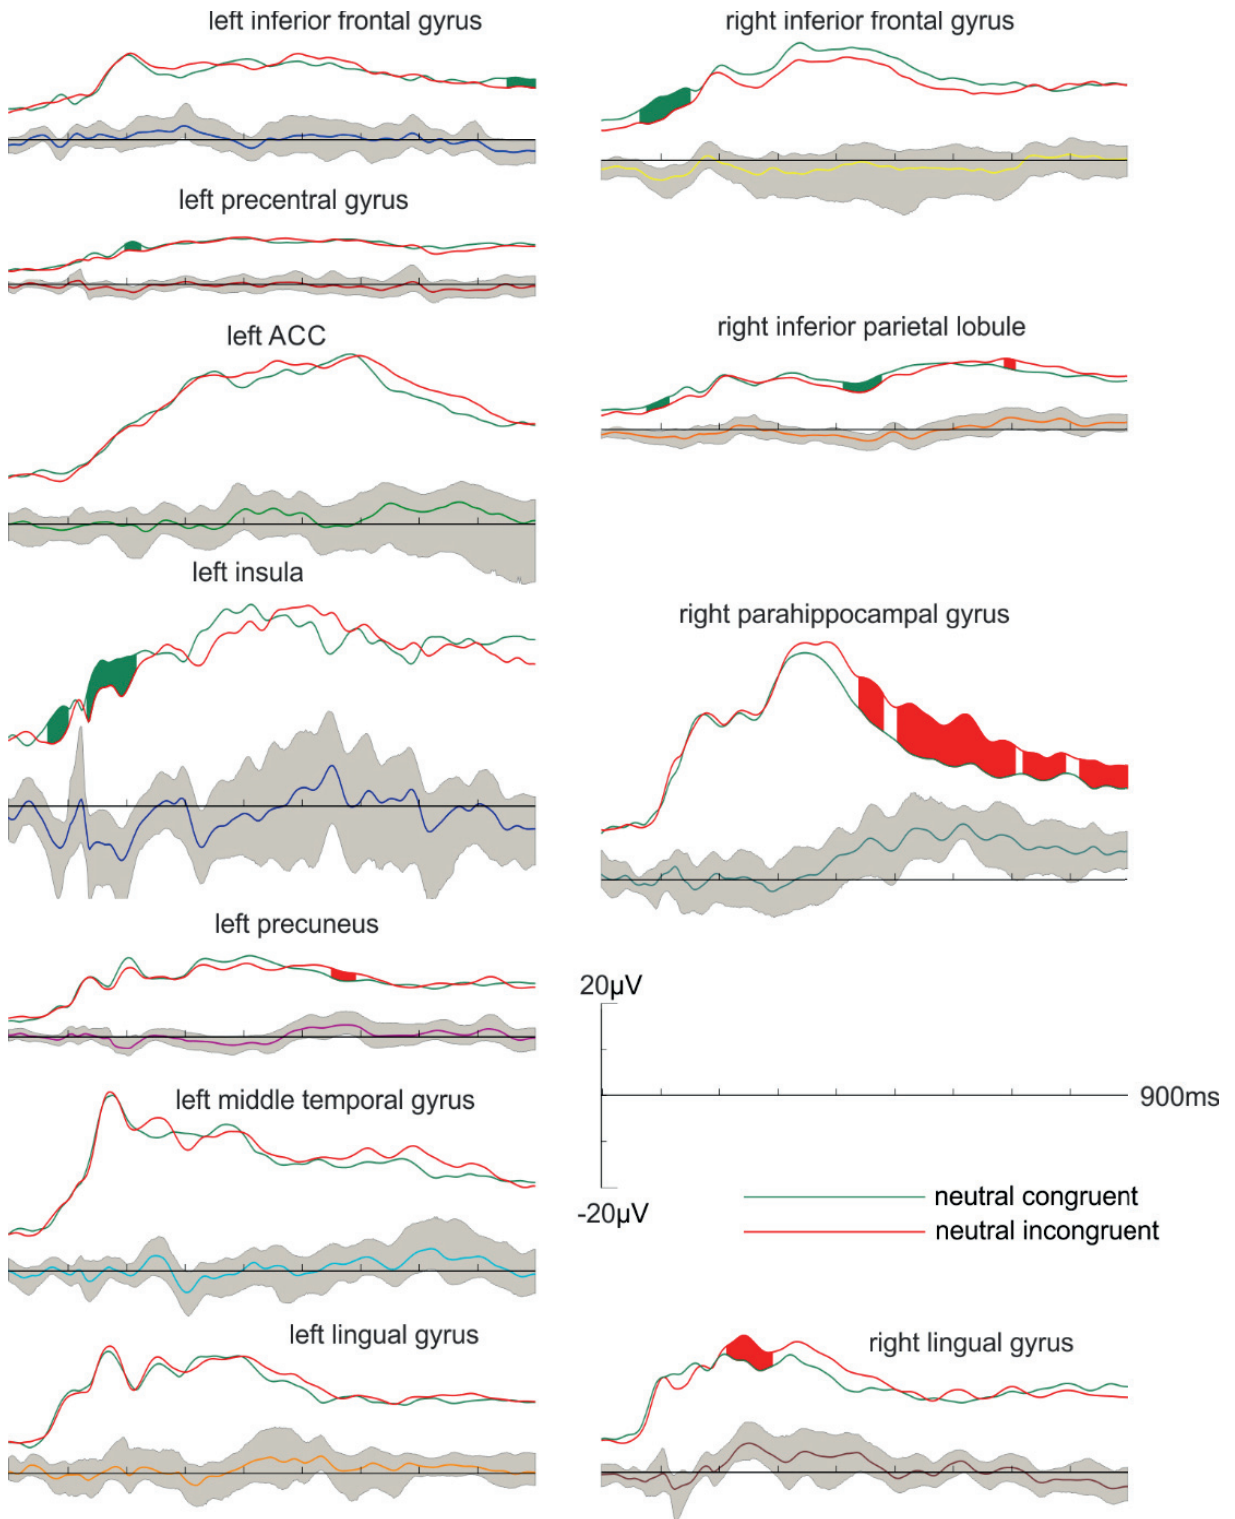 left inferior frontal gyrus
right inferior frontal gyrus
left precentral gyrus
left ACC
right inferior parietal lobule
left insula
right parahippocampal gyrus
left precuneus
20µV
900ms
left middle temporal gyrus
neutral congruent
-20µV
neutral incongruent
left lingual gyrus
right lingual gyrus